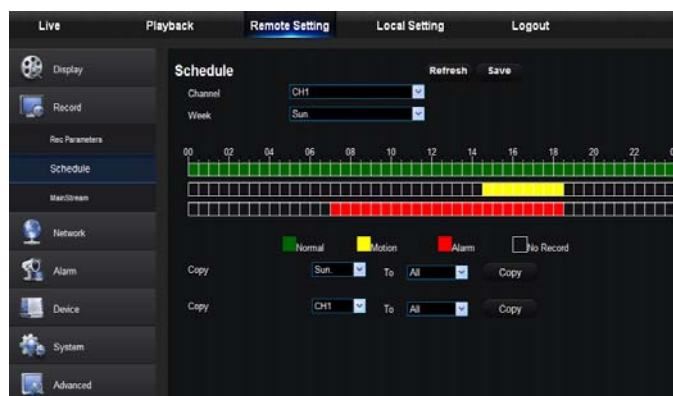 Live Playback Remote Setting Local Setting Logout
Display
Record
Rec Parameters
Schedule
MainStream
Network
Alarm
Device
System
Advanced
Schedule Refresh Save
Channel CH1
Week Sun.
00 02 04 06 08 10 12 14 16 18 20 22 0
Normal Motion Alarm No Record
Copy Sun. To All Copy
Copy CH1 To All Copy